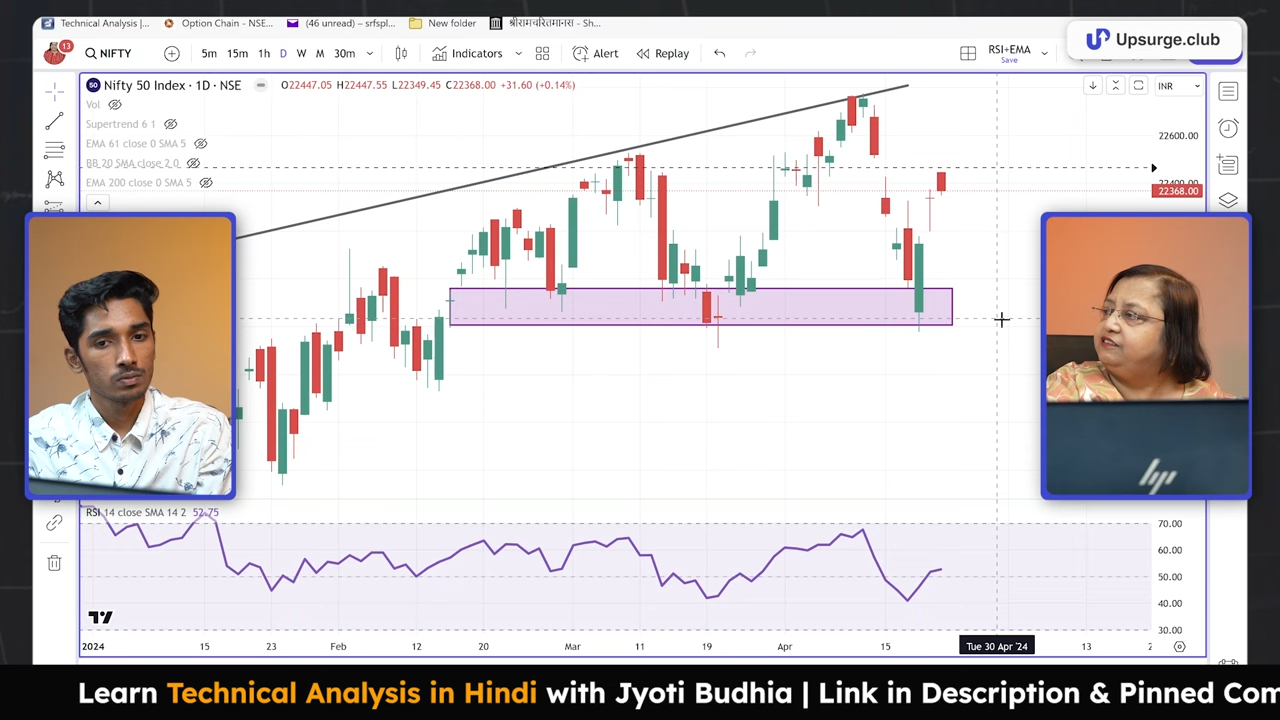 Technical Analysis |...
Option Chain - NSE...
(46 unread) – srfspl...
New folder
श्रीरामचरितमानस - Sh...
Upsurge.club
13
NIFTY
5m 15m 1h D W M 30m
Indicators
Alert
Replay
RSI+EMA
Save
50 Nifty 50 Index · 1D · NSE O22447.05 H22447.55 L22349.45 C22368.00 +31.60 (+0.14%)
INR
Vol
Supertrend 6 1
EMA 61 close 0 SMA 5
BB 20 SMA close 2 0
EMA 200 close 0 SMA 5
22600.00
22400.00
22368.00
hp
RSI 14 close SMA 14 2 52.75
70.00
60.00
50.00
40.00
30.00
2024 15 23 Feb 12 20 Mar 11 19 Apr 15 Tue 30 Apr '24 13 2
Learn Technical Analysis in Hindi with Jyoti Budhia | Link in Description & Pinned Com